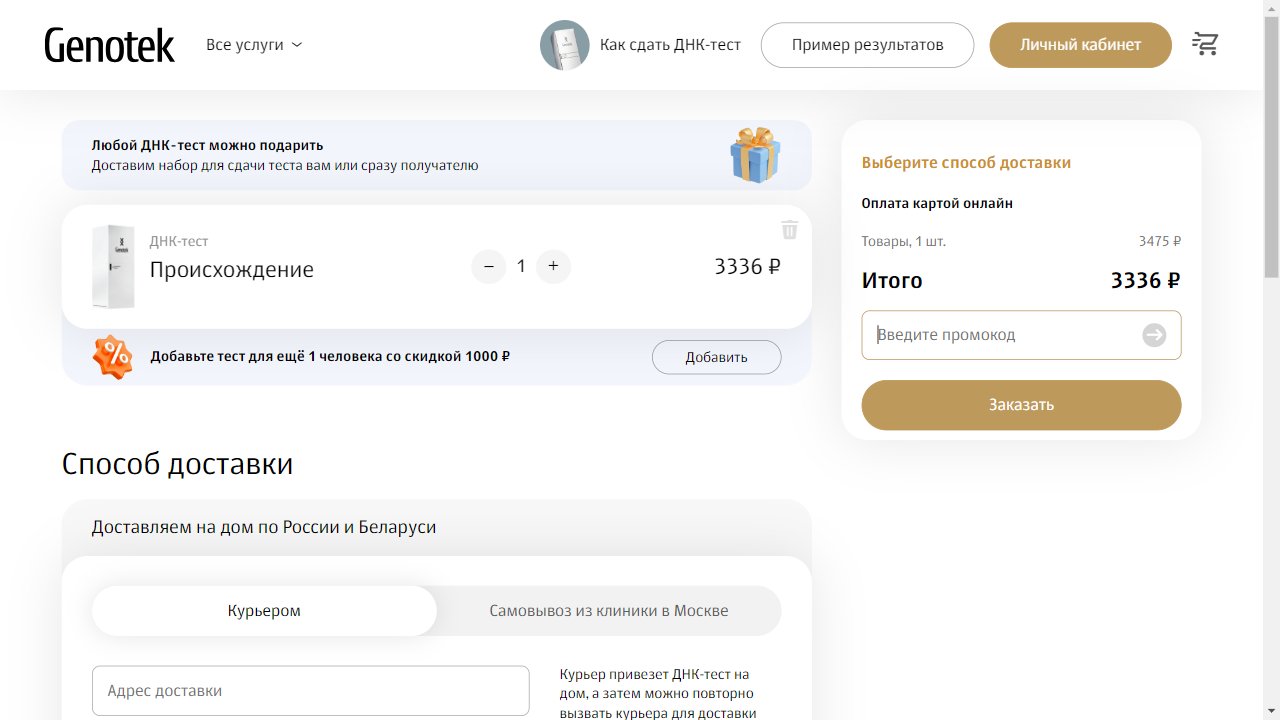 Genotek
Все услуги
Как сдать ДНК-тест
Пример результатов
Личный кабинет
Любой ДНК-тест можно подарить
Доставим набор для сдачи теста вам или сразу получателю
Genotek
ДНК-тест
Происхождение
− 1 +
3336 ₽
%
Добавьте тест для ещё 1 человека со скидкой 1000 ₽
Добавить
Выберите способ доставки
Оплата картой онлайн
Товары, 1 шт. 3475 ₽
Итого 3336 ₽
Введите промокод
Заказать
Способ доставки
Доставляем на дом по России и Беларуси
Курьером
Самовывоз из клиники в Москве
Адрес доставки
Курьер привезет ДНК-тест на
дом, а затем можно повторно
вызвать курьера для доставки